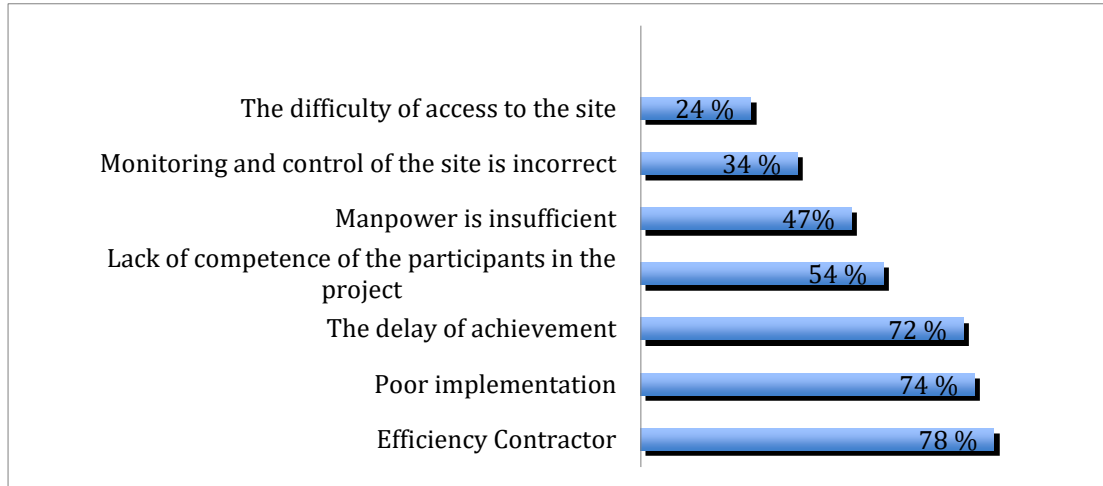 The difficulty of access to the site
24 %
Monitoring and control of the site is incorrect
34 %
Manpower is insufficient
47%
Lack of competence of the participants in the
project
54 %
The delay of achievement
72 %
Poor implementation
74 %
Efficiency Contractor
78 %